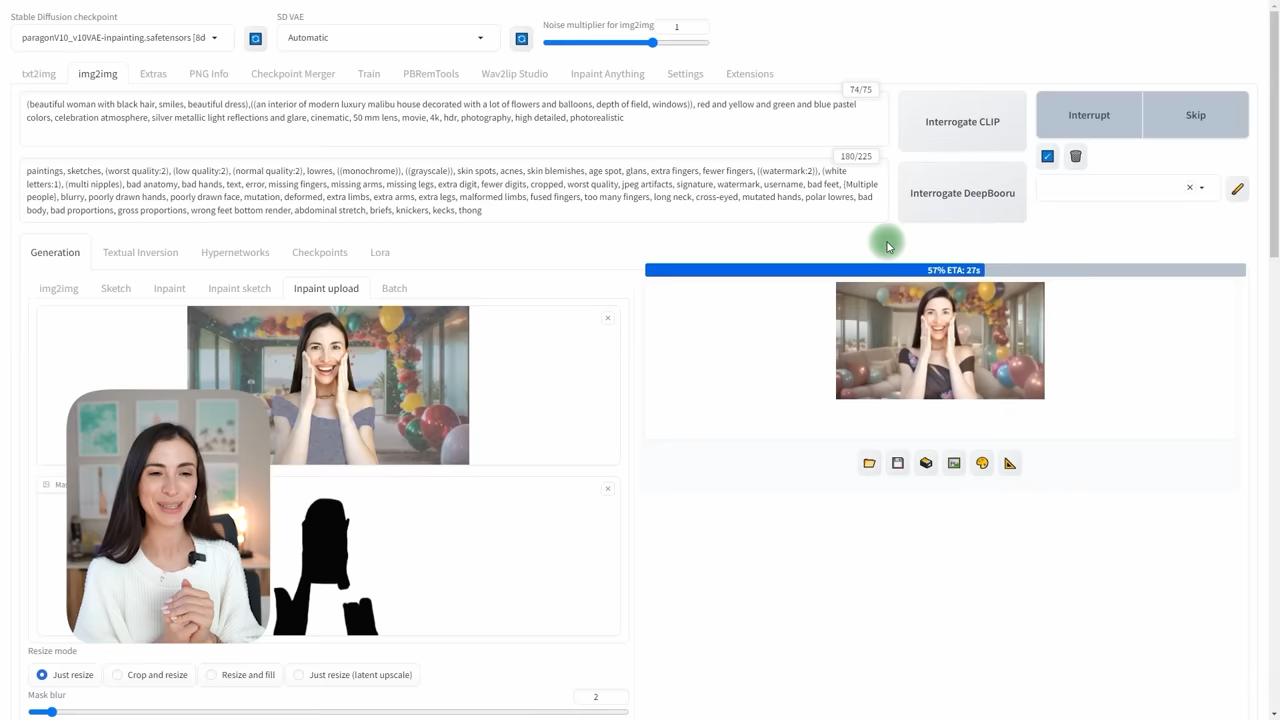 Stable Diffusion checkpoint
SD VAE
Noise multiplier for img2img
1
paragonV10_v10VAE-inpainting.safetensors [8d
Automatic
txt2img
img2img
Extras
PNG Info
Checkpoint Merger
Train
PBRemTools
Wav2lip Studio
Inpaint Anything
Settings
Extensions
74/75
(beautiful woman with black hair, smiles, beautiful dress),((an interior of modern luxury malibu house decorated with a lot of flowers and balloons, depth of field, windows)), red and yellow and green and blue pastel
colors, celebration atmosphere, silver metallic light reflections and glare, cinematic, 50 mm lens, movie, 4k, hdr, photography, high detailed, photorealistic
Interrogate CLIP
Interrupt
Skip
180/225
paintings, sketches, (worst quality:2), (low quality:2), (normal quality:2), lowres, ((monochrome)), ((grayscale)), skin spots, acnes, skin blemishes, age spot, glans, extra fingers, fewer fingers, ((watermark:2)), (white
letters:1), (multi nipples), bad anatomy, bad hands, text, error, missing fingers, missing arms, missing legs, extra digit, fewer digits, cropped, worst quality, jpeg artifacts, signature, watermark, username, bad feet, {Multiple
people}, blurry, poorly drawn hands, poorly drawn face, mutation, deformed, extra limbs, extra arms, extra legs, malformed limbs, fused fingers, too many fingers, long neck, cross-eyed, mutated hands, polar lowres, bad
body, bad proportions, gross proportions, wrong feet bottom render, abdominal stretch, briefs, knickers, kecks, thong
Interrogate DeepBooru
Generation
Textual Inversion
Hypernetworks
Checkpoints
Lora
57% ETA: 27s
img2img
Sketch
Inpaint
Inpaint sketch
Inpaint upload
Batch
Resize mode
Just resize
Crop and resize
Resize and fill
Just resize (latent upscale)
Mask blur
2